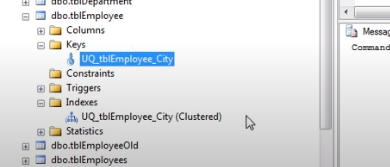 dbo.tblDepartment
dbo.tblEmployee
Columns
Keys
UQ_tblEmployee_City
Constraints
Triggers
Indexes
UQ_tblEmployee_City (Clustered)
Statistics
dbo.tblEmployeeOld
dbo.tblEmployees
Messag
Command